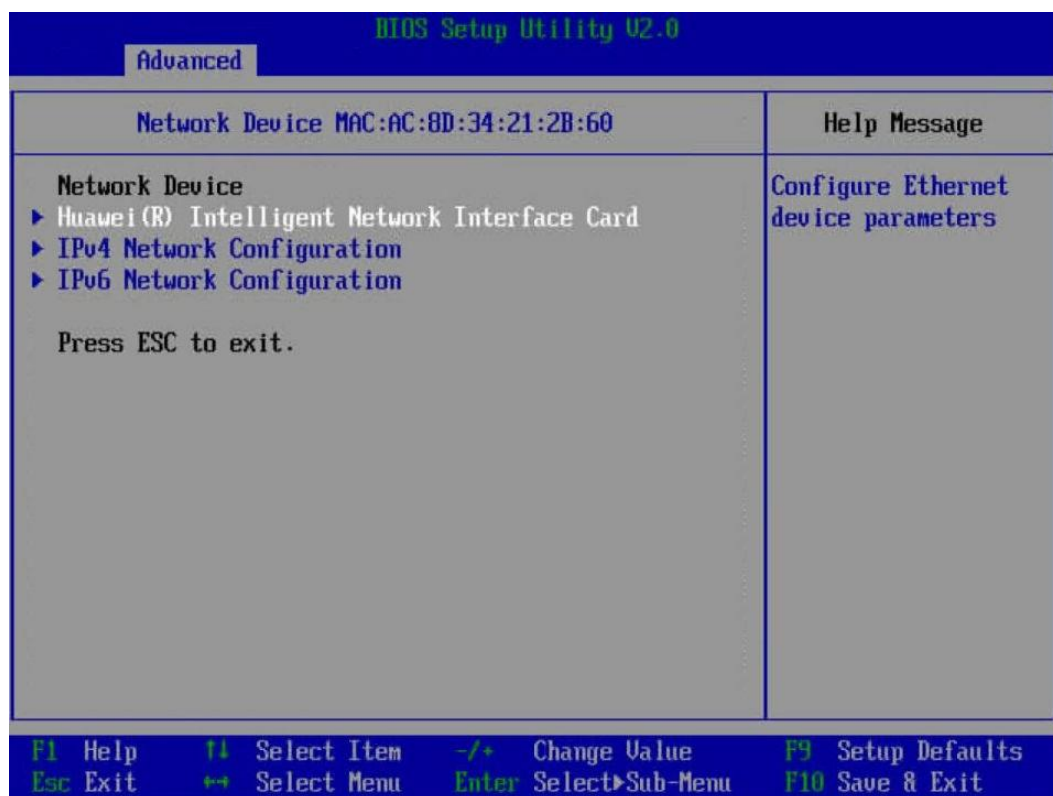 BIOS Setup Utility V2.0
Advanced
Network Device MAC:AC:8D:34:21:2B:60
Help Message
Network Device
Huawei(R) Intelligent Network Interface Card
IPv4 Network Configuration
IPv6 Network Configuration
Press ESC to exit.
Configure Ethernet
device parameters
F1 Help ↑↓ Select Item -/+ Change Value F9 Setup Defaults
Esc Exit ←→ Select Menu Enter Select▶Sub-Menu F10 Save & Exit